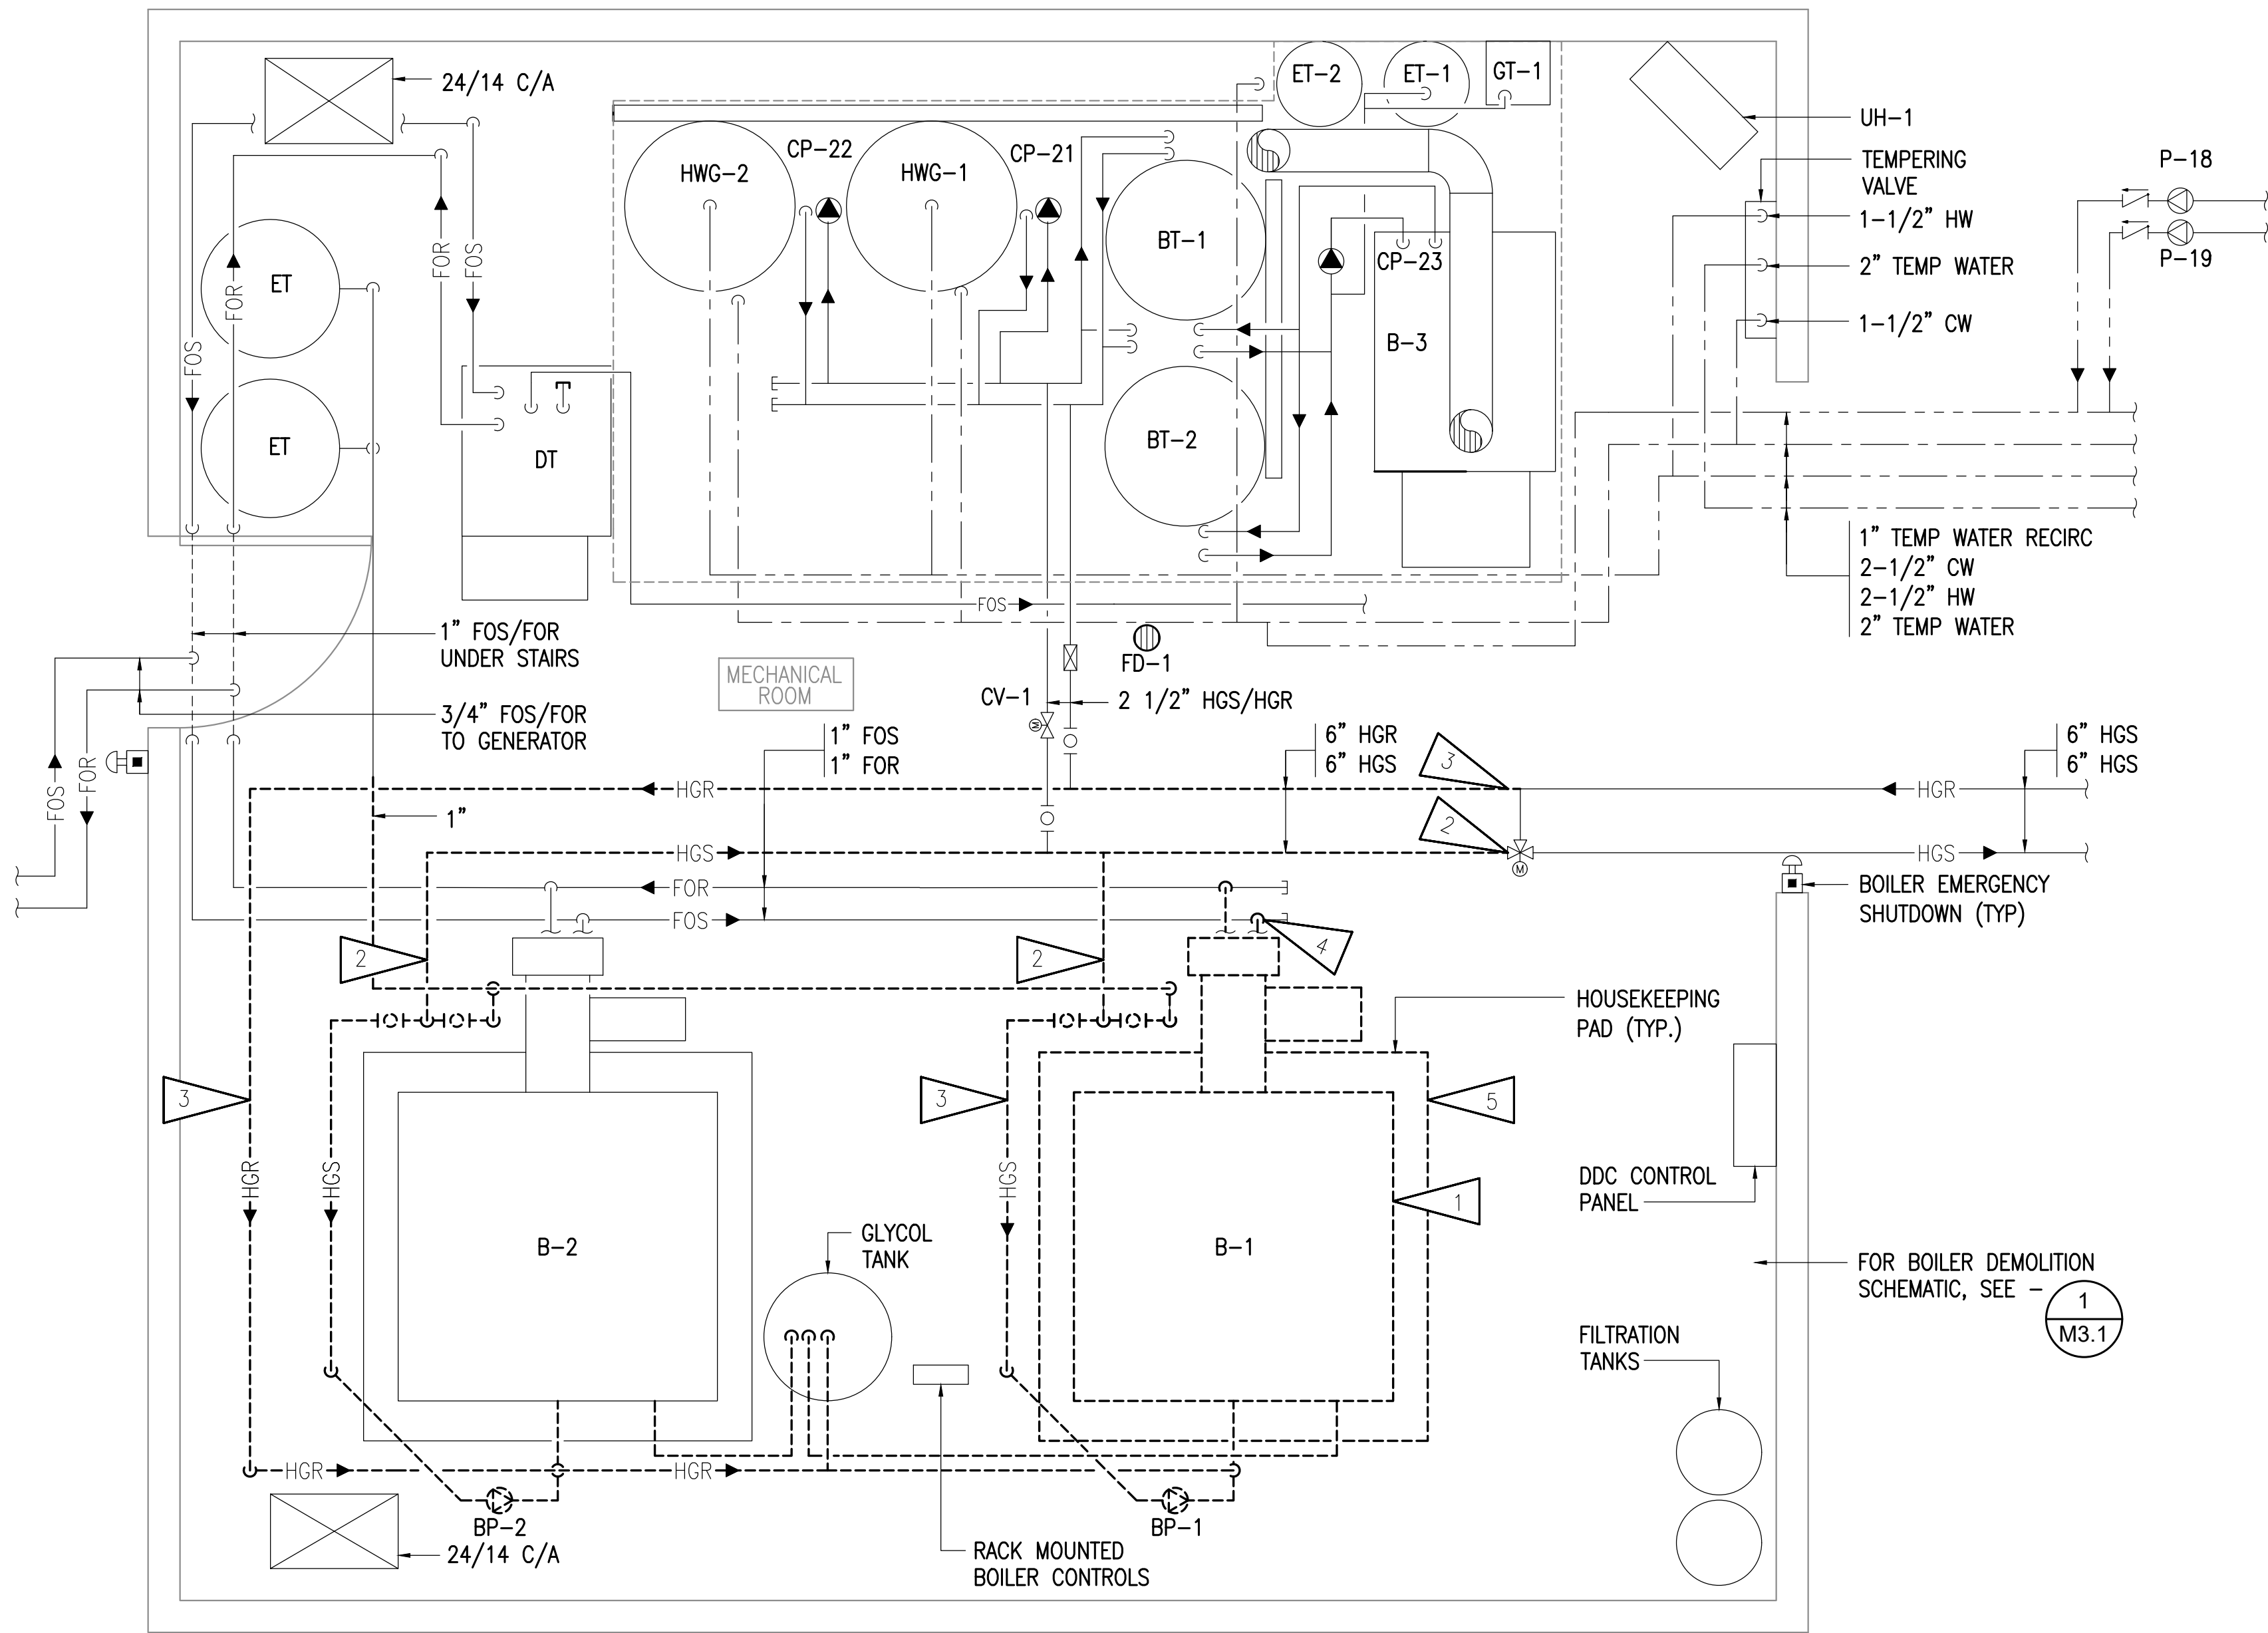 24/14 C/A
ET-2
ET-1
GT-1
UH-1
TEMPERING
VALVE
1-1/2" HW
2" TEMP WATER
1-1/2" CW
P-18
P-19
HWG-2
CP-22
HWG-1
CP-21
BT-1
CP-23
B-3
BT-2
FOR
FOS
FOR
FOS
ET
ET
DT
FOS
1" TEMP WATER RECIRC
2-1/2" CW
2-1/2" HW
2" TEMP WATER
1" FOS/FOR
UNDER STAIRS
3/4" FOS/FOR
TO GENERATOR
MECHANICAL
ROOM
FD-1
CV-1
2 1/2" HGS/HGR
M
1" FOS
1" FOR
6" HGR
6" HGS
3
6" HGS
6" HGS
FOS
FOR
HGR
HGR
1"
2
HGS
HGS
M
FOR
FOS
BOILER EMERGENCY
SHUTDOWN (TYP)
2
2
4
HOUSEKEEPING
PAD (TYP.)
3
3
5
HGR
HGS
HGS
1
DDC CONTROL
PANEL
B-2
GLYCOL
TANK
B-1
FOR BOILER DEMOLITION
SCHEMATIC, SEE -
1
M3.1
FILTRATION
TANKS
HGR
HGR
BP-2
24/14 C/A
BP-1
RACK MOUNTED
BOILER CONTROLS